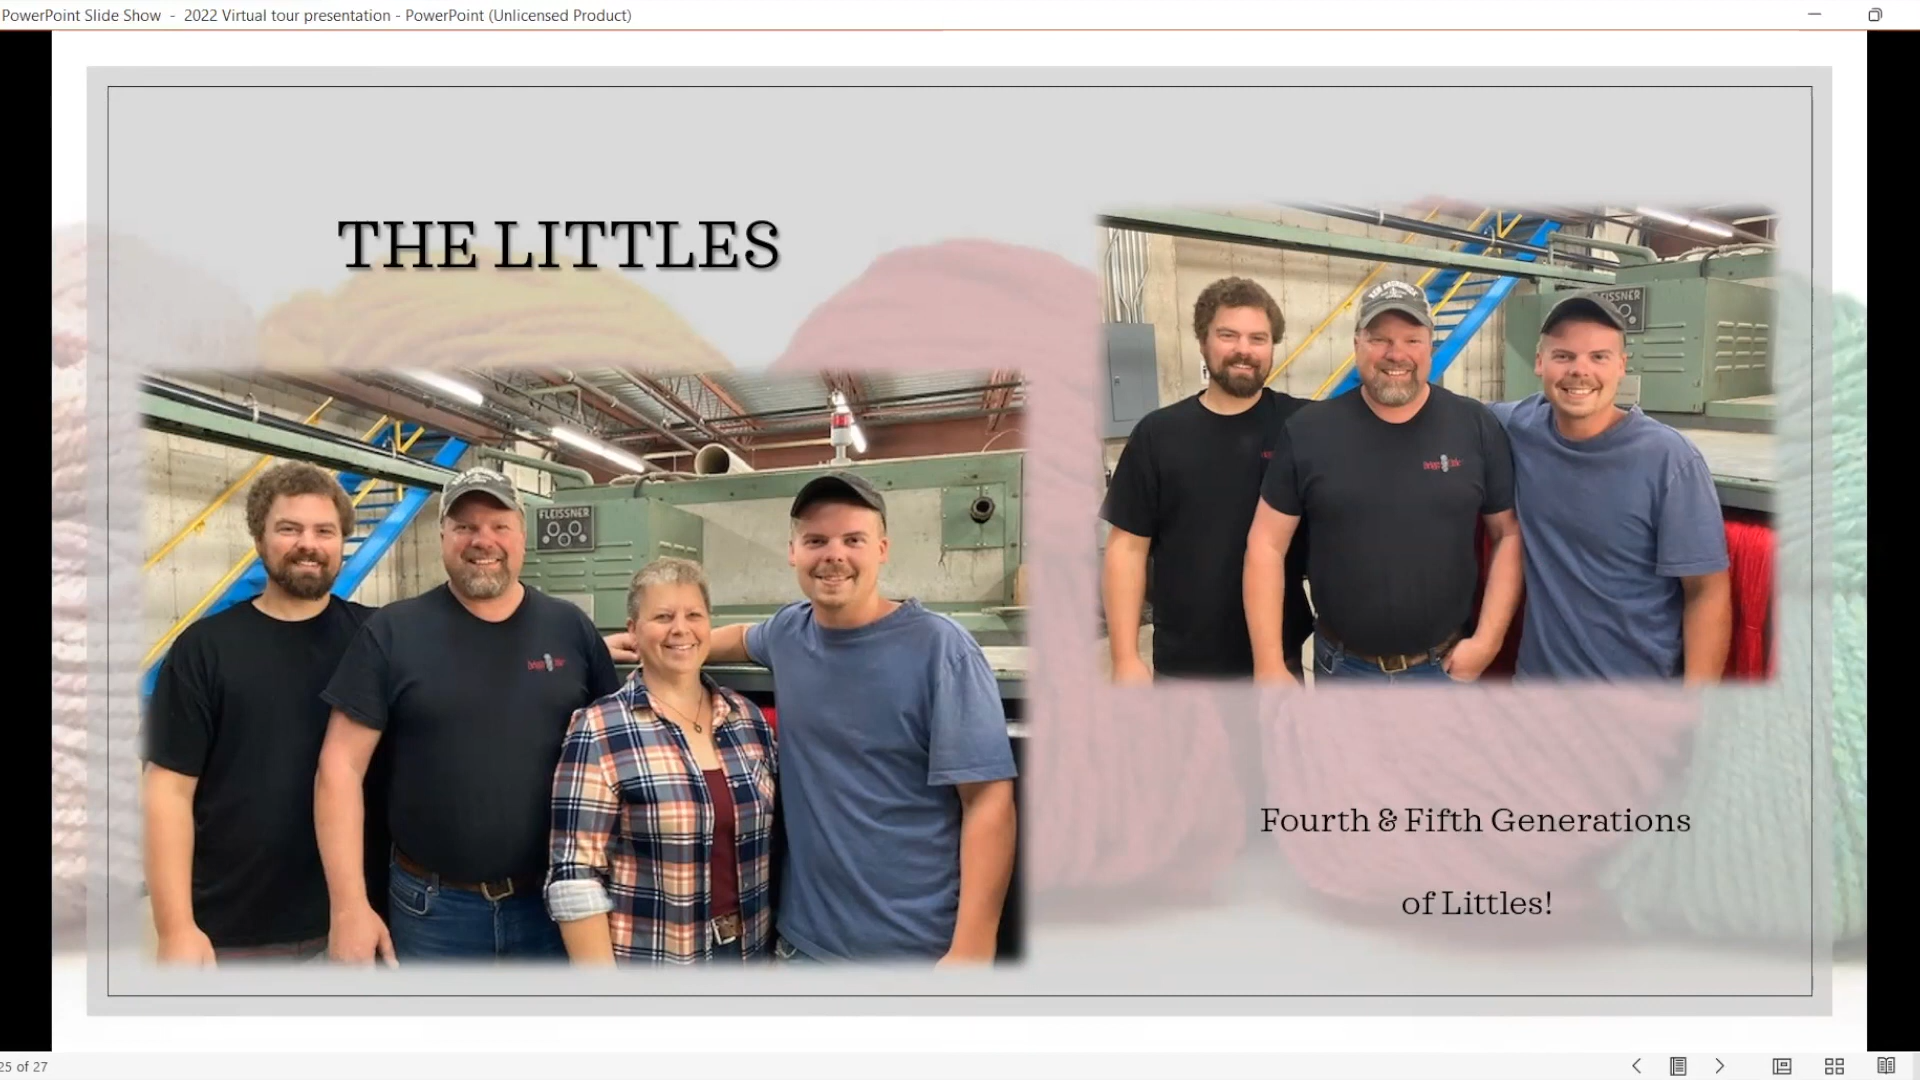 PowerPoint Slide Show - 2022 Virtual tour presentation - PowerPoint (Unlicensed Product)
THE LITTLES
FLEISSNER
Fourth & Fifth Generations
of Littles!
25 of 27